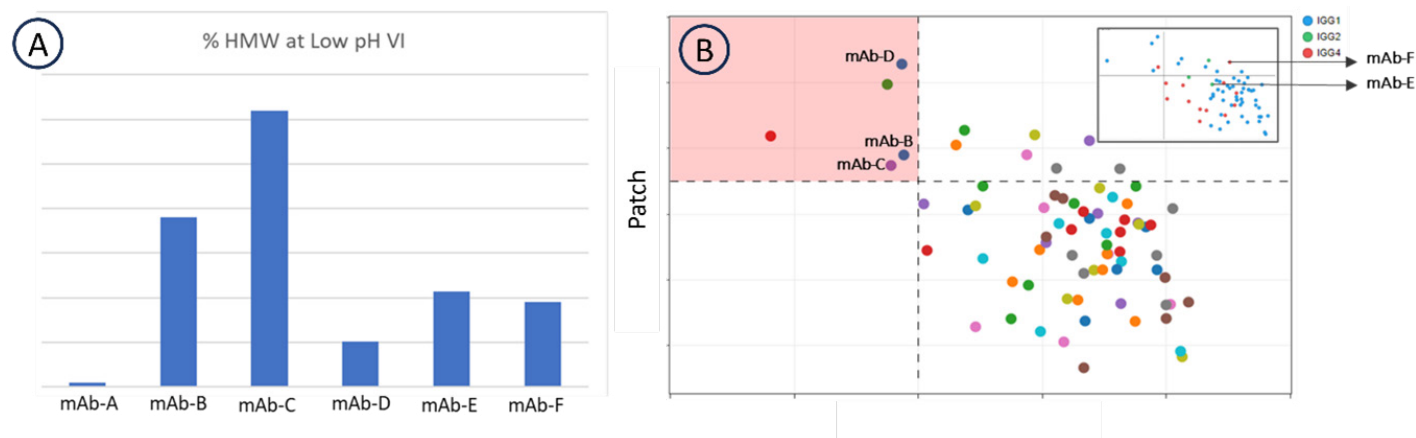 A
% HMW at Low pH VI
mAb-A
mAb-B
mAb-C
mAb-D
mAb-E
mAb-F
B
Patch
mAb-D
mAb-B
mAb-C
IGG1
IGG2
IGG4
mAb-F
mAb-E